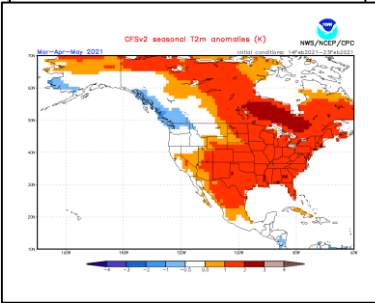 CFSv2 seasonal T2m anomalies (K)
NWS/NCEP/CPC
Mar-Apr-May 2021
Initial conditions: 14Feb2021-23Feb2021
70N
60N
50N
40N
30N
20N
10N
-4 -3 -2 -1 -0.5 0.5 1 2 3 4